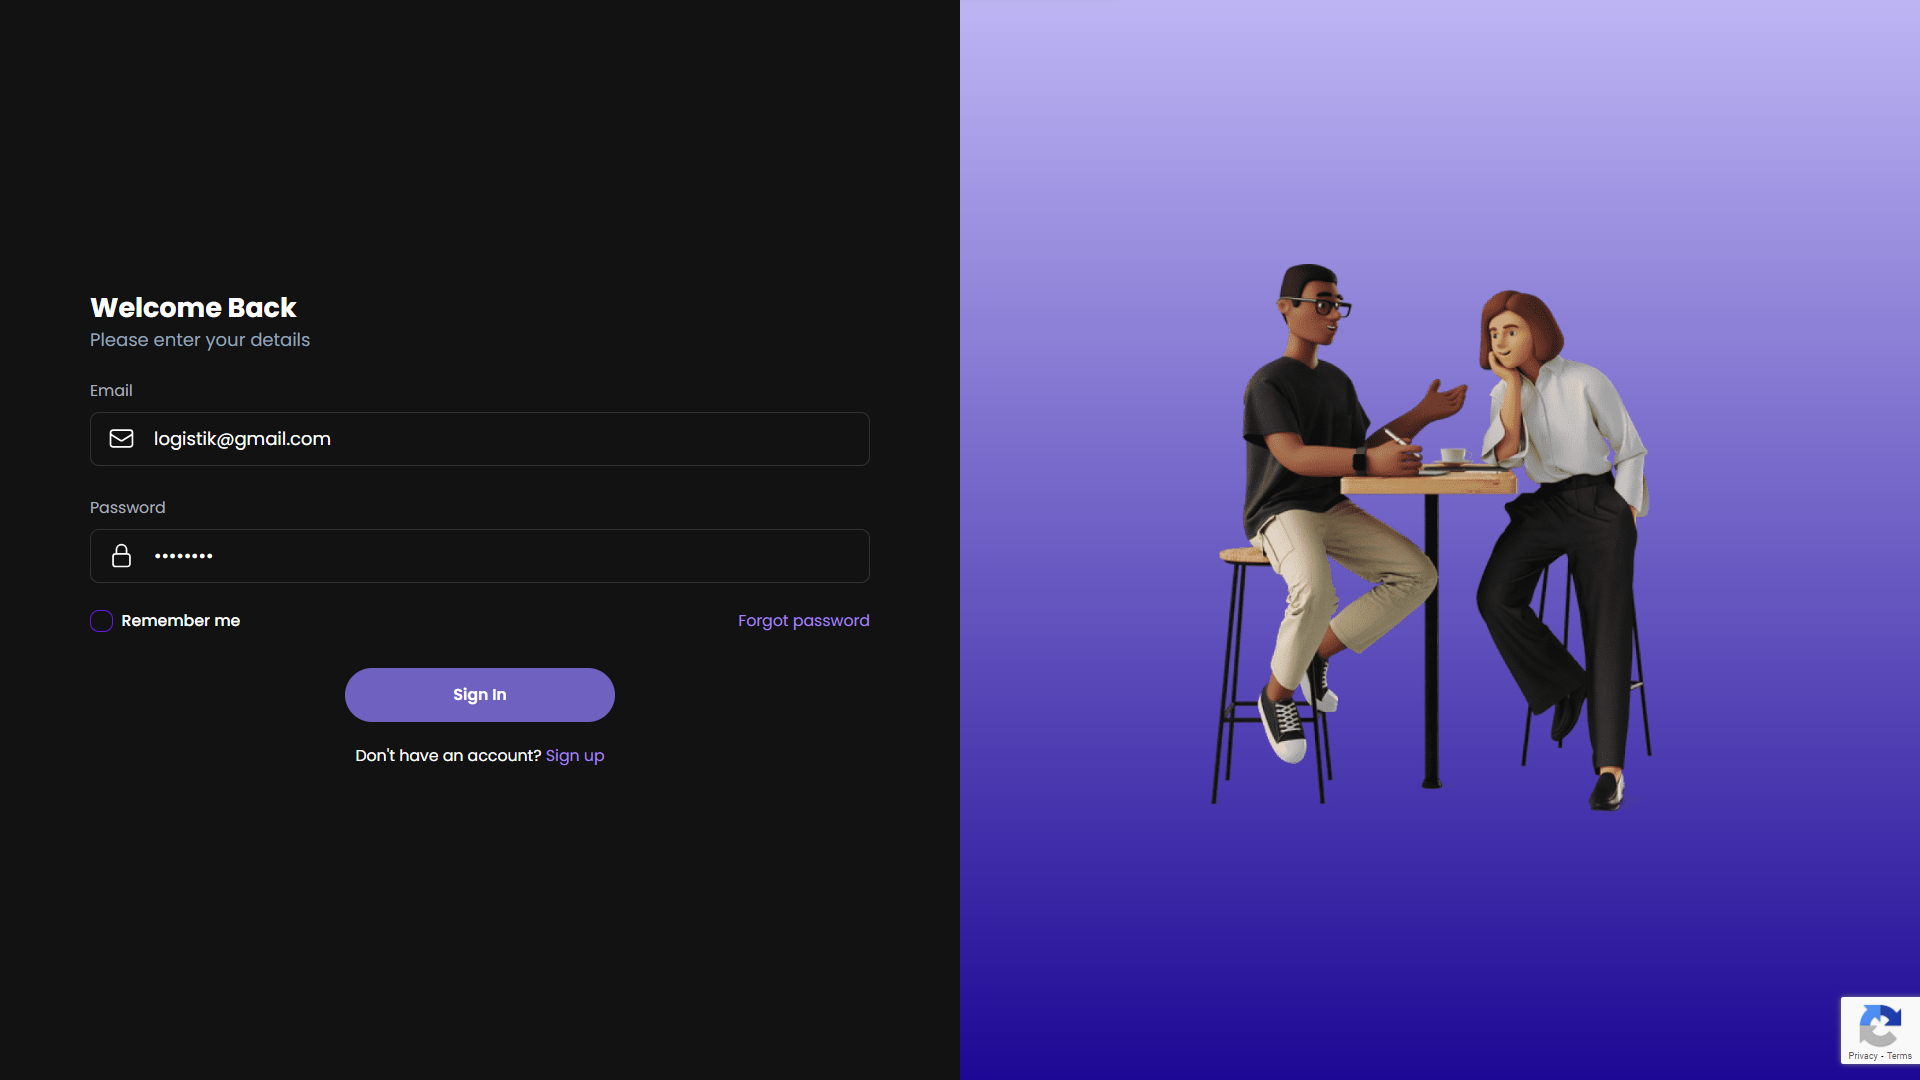 Welcome Back
Please enter your details
Email
logistik@gmail.com
Password
••••••••
Remember me
Forgot password
Sign In
Don't have an account? Sign up
Privacy - Terms